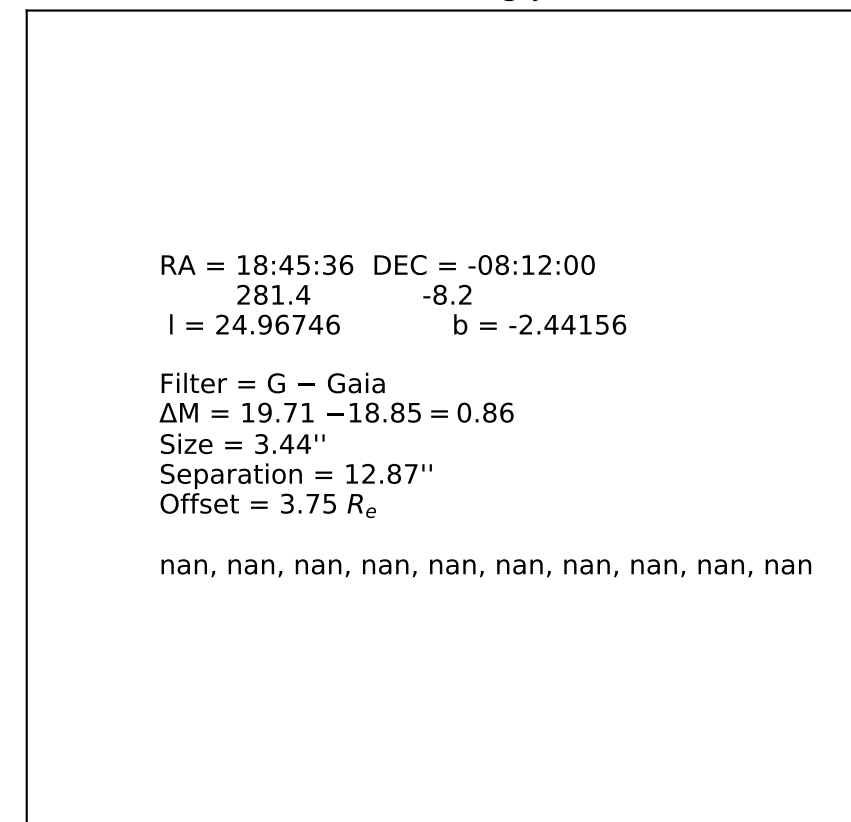 RA = 18:45:36 DEC = -08:12:00
281.4 -8.2
l = 24.96746 b = -2.44156
Filter = G − Gaia
ΔM = 19.71 −18.85 = 0.86
Size = 3.44''
Separation = 12.87''
Offset = 3.75 Rₑ
nan, nan, nan, nan, nan, nan, nan, nan, nan, nan